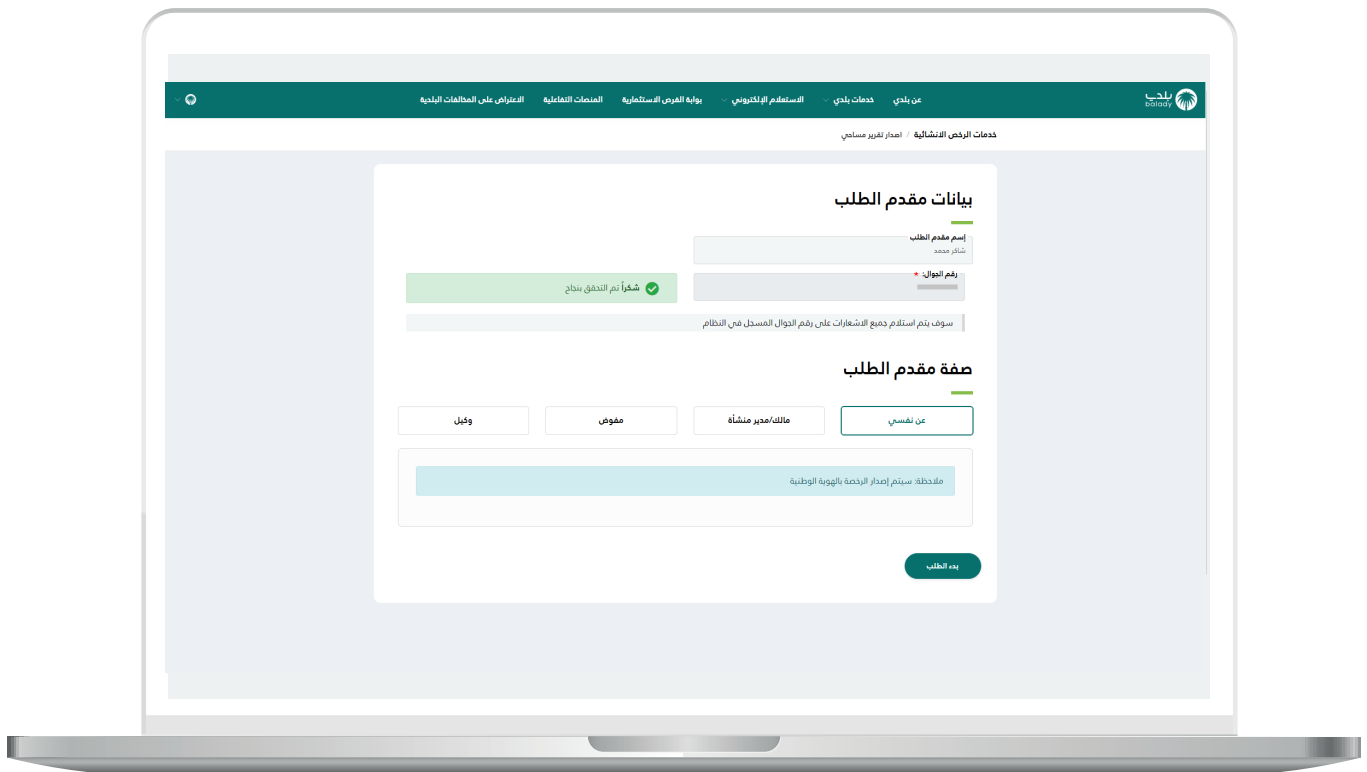 بلدي
balady
عن بلدي
خدمات بلدي
الاستعلام الإلكتروني
بوابة الفرص الاستثمارية
المنصات التفاعلية
الاعتراض على المخالفات البلدية
خدمات الرخص الانشائية / اصدار تقرير مساحي
بيانات مقدم الطلب
إسم مقدم الطلب
شاكر محمد
رقم الجوال: *
شكراً تم التحقق بنجاح
سوف يتم استلام جميع الاشعارات على رقم الجوال المسجل في النظام
صفة مقدم الطلب
عن نفسي
مالك/مدير منشأة
مفوض
وكيل
ملاحظة: سيتم إصدار الرخصة بالهوية الوطنية
بدء الطلب